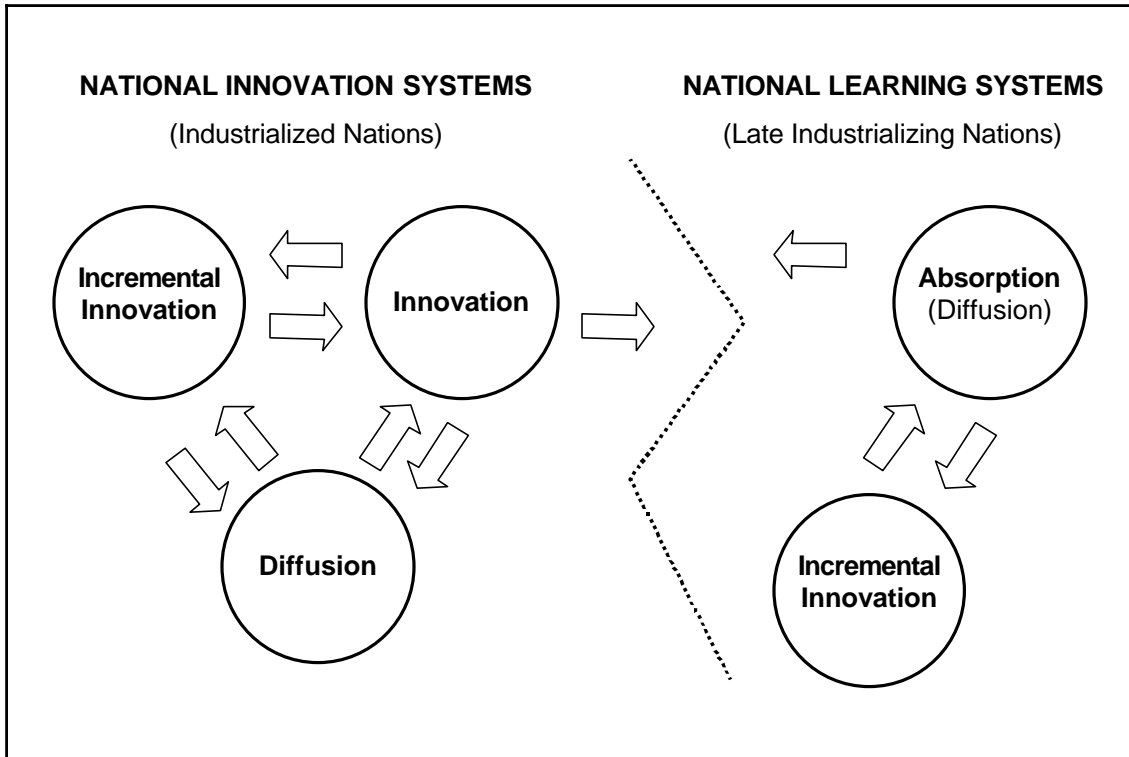 NATIONAL INNOVATION SYSTEMS
(Industrialized Nations)
NATIONAL LEARNING SYSTEMS
(Late Industrializing Nations)
Incremental
Innovation
Innovation
Absorption
(Diffusion)
Diffusion
Incremental
Innovation